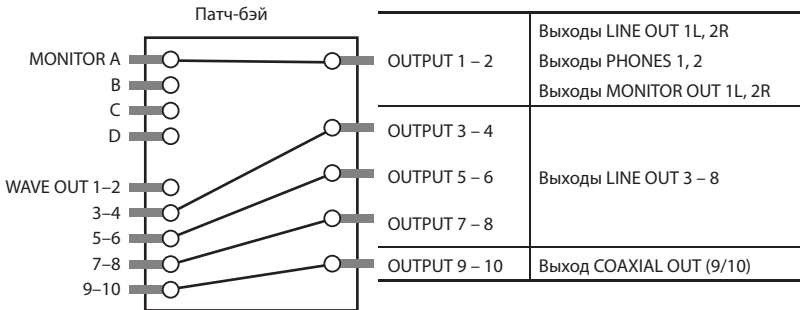 Патч-бэй
MONITOR A
B
C
D
WAVE OUT 1–2
3–4
5–6
7–8
9–10
OUTPUT 1 – 2
Выходы LINE OUT 1L, 2R
Выходы PHONES 1, 2
Выходы MONITOR OUT 1L, 2R
OUTPUT 3 – 4
OUTPUT 5 – 6
OUTPUT 7 – 8
Выходы LINE OUT 3 – 8
OUTPUT 9 – 10
Выход COAXIAL OUT (9/10)